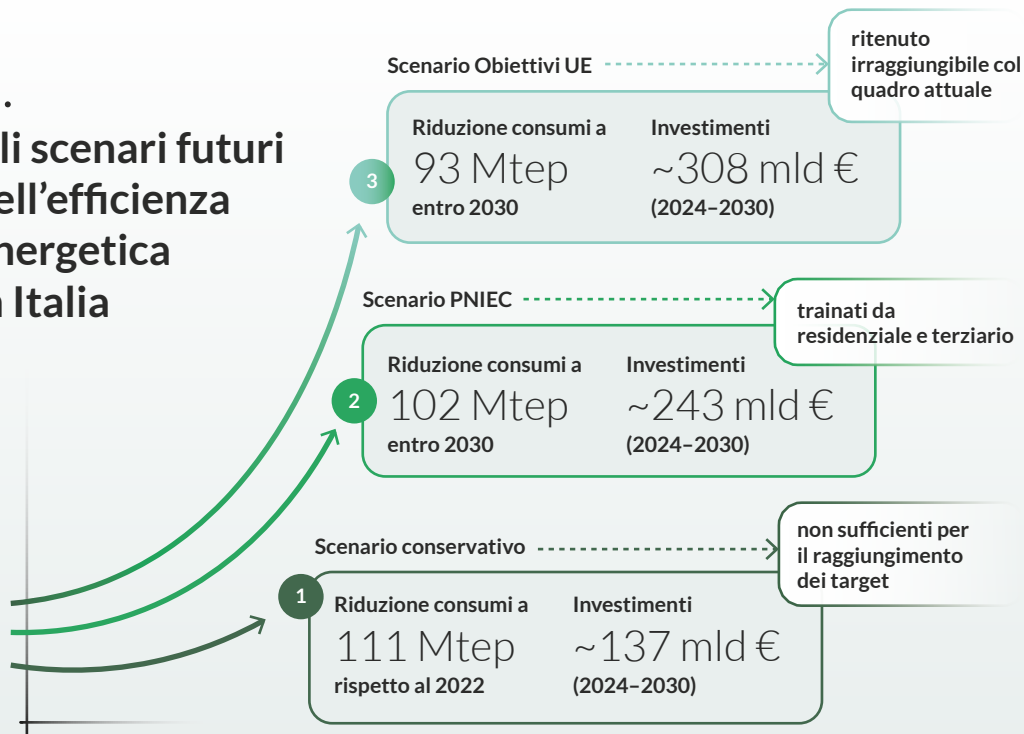 .
li scenari futuri
ell’efficienza
nergetica
Italia
Scenario Obiettivi UE
ritenuto
irraggiungibile col
quadro attuale
3
Riduzione consumi a
93 Mtep
entro 2030
Investimenti
~308 mld €
(2024–2030)
Scenario PNIEC
trainati da
residenziale e terziario
2
Riduzione consumi a
102 Mtep
entro 2030
Investimenti
~243 mld €
(2024–2030)
Scenario conservativo
non sufficienti per
il raggiungimento
dei target
1
Riduzione consumi a
111 Mtep
rispetto al 2022
Investimenti
~137 mld €
(2024–2030)